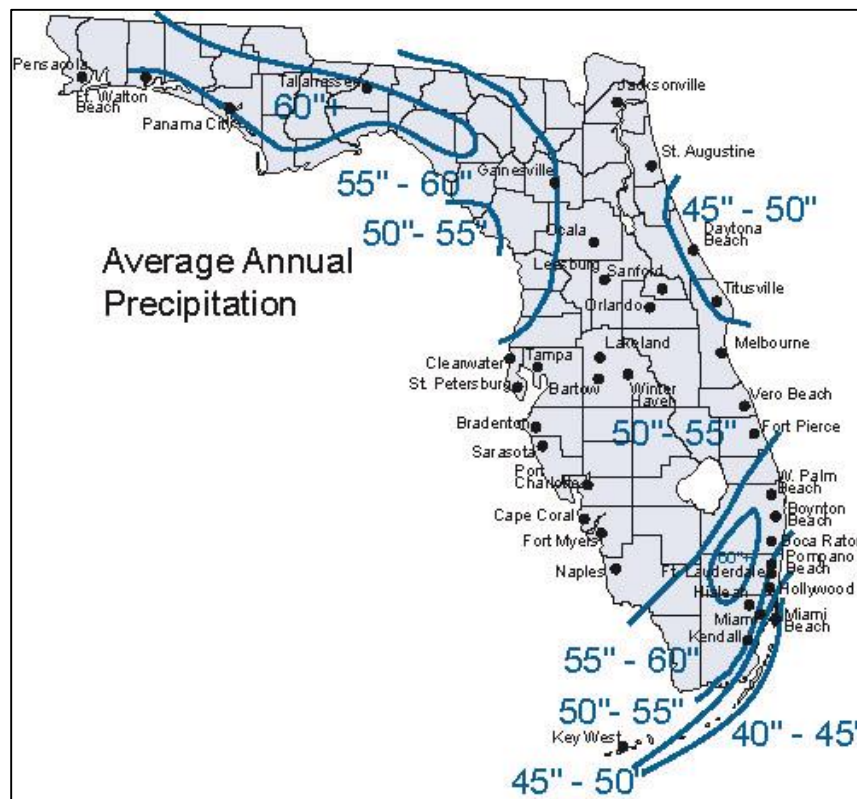 Pensacola
Ft. Walton
Beach
Panama City
Tallahassee
60"+
Jacksonville
St. Augustine
55" - 60"
Gainesville
45" - 50"
50"- 55"
Ocala
Daytona
Beach
Average Annual
Precipitation
Leesburg
Sanford
Orlando
Titusville
Melbourne
Clearwater
Tampa
Lakeland
St. Petersburg
Bartow
Winter
Haven
Vero Beach
50"- 55"
Bradenton
Fort Pierce
Sarasota
Port
Charlotte
W. Palm
Beach
Boynton
Beach
Cape Coral
Fort Myers
Boca Raton
60"+
Pompano
Beach
Naples
Ft. Lauderdale
Hollywood
Hialeah
Miami
Miami
Beach
Kendall
55" - 60"
50"- 55"
40" - 45"
Key West
45" - 50"